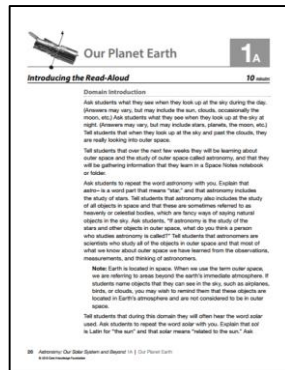 Our Planet Earth
1A
Introducing the Read-Aloud
10 minutes
Domain Introduction
Ask students what they see when they look up at the sky during the day.
(Answers may vary, but may include the sun, clouds, occasionally the
moon, etc.) Ask students what they see when they look up at the sky at
night. (Answers may vary, but may include stars, planets, the moon, etc.)
Tell students that when they look up at the sky and past the clouds, they
are really looking into outer space.
Tell students that over the next few weeks they will be learning about
outer space and the study of outer space called astronomy, and that they
will be gathering information that they learn in a Space Notes notebook
or folder.
Ask students to repeat the word astronomy with you. Explain that
astro– is a word part that means “star,” and that astronomy includes
the study of stars. Tell students that astronomy also includes the study
of all objects in space and that these are sometimes referred to as
heavenly or celestial bodies, which are fancy ways of saying natural
objects in the sky. Ask students, “If astronomy is the study of the
stars and other objects in outer space, what do you think a person
who studies astronomy is called?” Tell students that astronomers are
scientists who study all of the objects in outer space and that most of
what we know about outer space we have learned from the observations,
measurements, and thinking of astronomers.
Note: Earth is located in space. When we use the term outer space,
we are referring to areas beyond the earth’s immediate atmosphere. If
students name objects that they can see in the sky, such as airplanes,
birds, or clouds, you may wish to remind them that these objects are
located in Earth’s atmosphere and are not considered to be in outer
space.
Tell students that during this domain they will often hear the word solar
used. Ask students to repeat the word solar with you. Explain that sol
is Latin for “the sun” and that solar means “related to the sun.” Ask
Astronomy: Our Solar System and Beyond 1A | Our Planet Earth